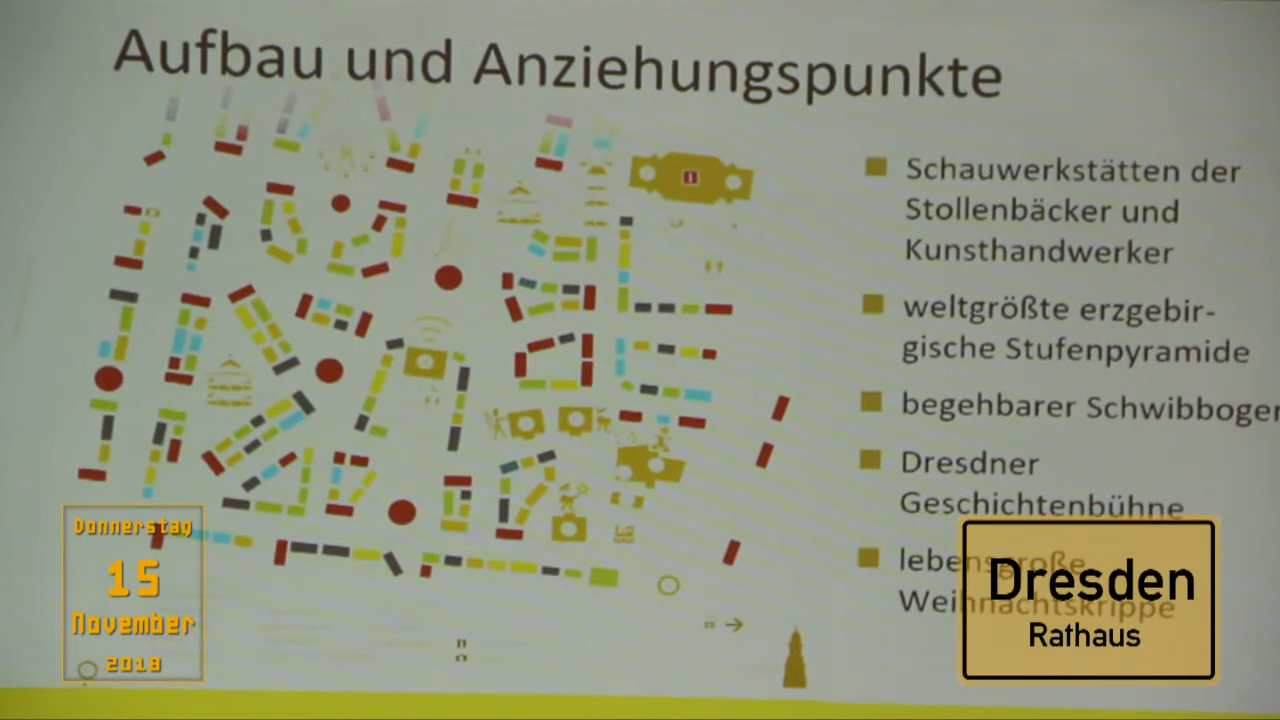 Aufbau und Anziehungspunkte
Schauwerkstätten der
Stollenbäcker und
Kunsthandwerker
weltgrößte erzgebir-
gische Stufenpyramide
begehbarer Schwibbogen
Dresdner
Geschichtenbühne
lebensgroße
Weihnachtskrippe
Donnerstag
15
November
2018
Dresden
Rathaus